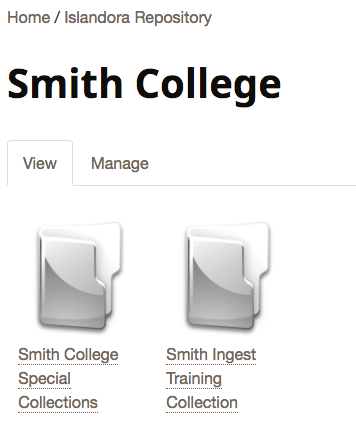 Home / Islandora Repository
Smith College
View Manage
Smith College
Special
Collections
Smith Ingest
Training
Collection